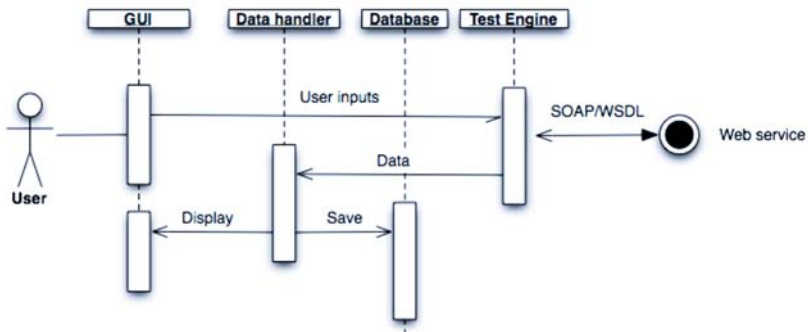 GUI
Data handler
Database
Test Engine
User inputs
SOAP/WSDL
Web service
Data
User
Display
Save